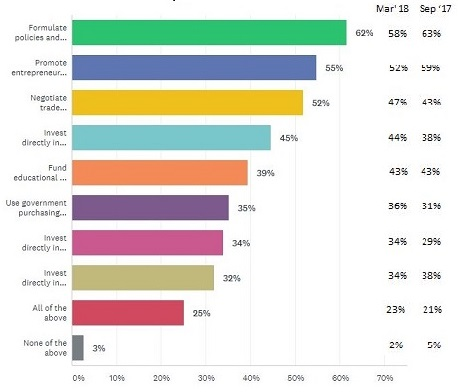 Mar' 18 Sep '17
Formulate
policies and...
62% 58% 63%
Promote
entrepreneur...
55% 52% 59%
Negotiate
trade...
52% 47% 43%
Invest
directly in...
45% 44% 38%
Fund
educational ...
39% 43% 43%
Use government
purchasing...
35% 36% 31%
Invest
directly in...
34% 34% 29%
Invest
directly in...
32% 34% 38%
All of the
above
25% 23% 21%
None of the
above
3% 2% 5%
0% 10% 20% 30% 40% 50% 60% 70%